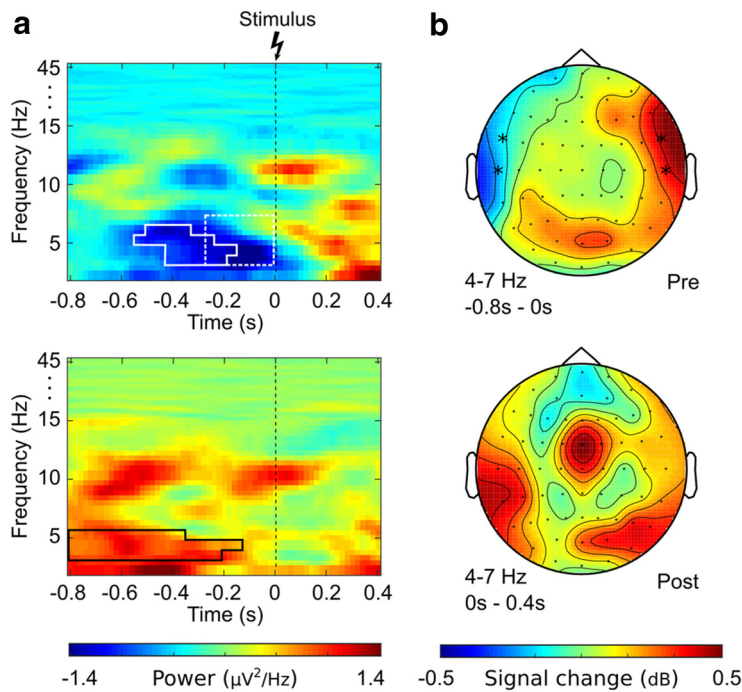 a
b
Stimulus
45
15
10
5
Frequency (Hz)
-0.8 -0.6 -0.4 -0.2 0 0.2 0.4
Time (s)
4-7 Hz
-0.8s - 0s
Pre
45
15
10
5
Frequency (Hz)
-0.8 -0.6 -0.4 -0.2 0 0.2 0.4
Time (s)
4-7 Hz
0s - 0.4s
Post
-1.4 Power (µV²/Hz) 1.4
-0.5 Signal change (dB) 0.5